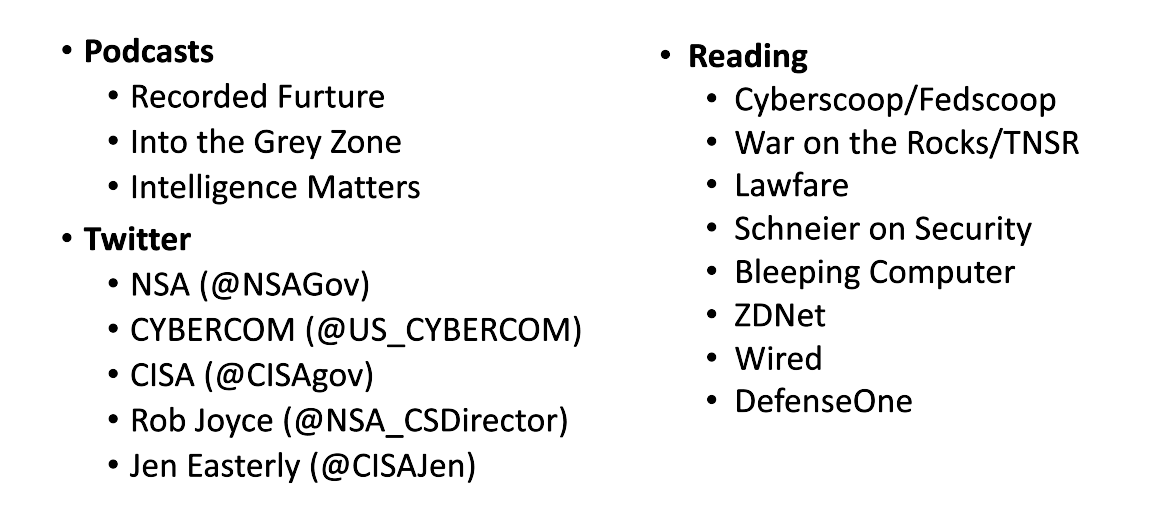 • Podcasts
• Recorded Furture
• Into the Grey Zone
• Intelligence Matters
• Twitter
• NSA (@NSAGov)
• CYBERCOM (@US_CYBERCOM)
• CISA (@CISAgov)
• Rob Joyce (@NSA_CSDirector)
• Jen Easterly (@CISAJen)
• Reading
• Cyberscoop/Fedscoop
• War on the Rocks/TNSR
• Lawfare
• Schneier on Security
• Bleeping Computer
• ZDNet
• Wired
• DefenseOne